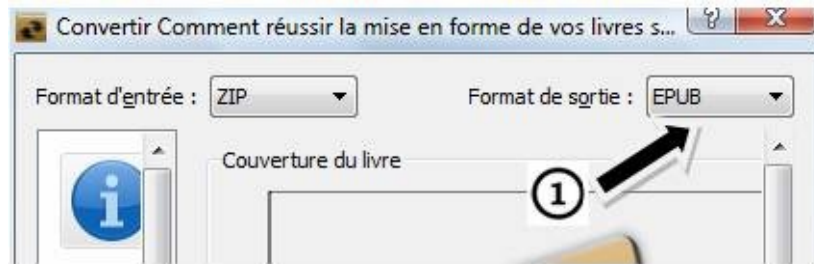 Convertir Comment réussir la mise en forme de vos livres s...
Format d'entrée : ZIP Format de sortie : EPUB
Couverture du livre
1